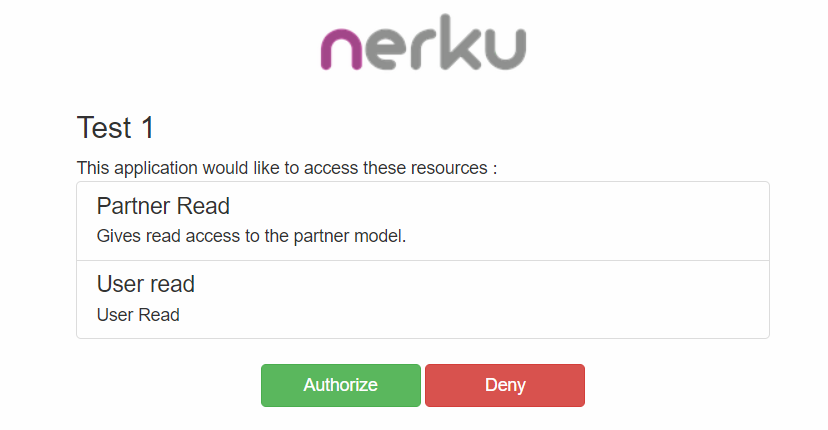 nerku
Test 1
This application would like to access these resources :
Partner Read
Gives read access to the partner model.
User read
User Read
Authorize
Deny